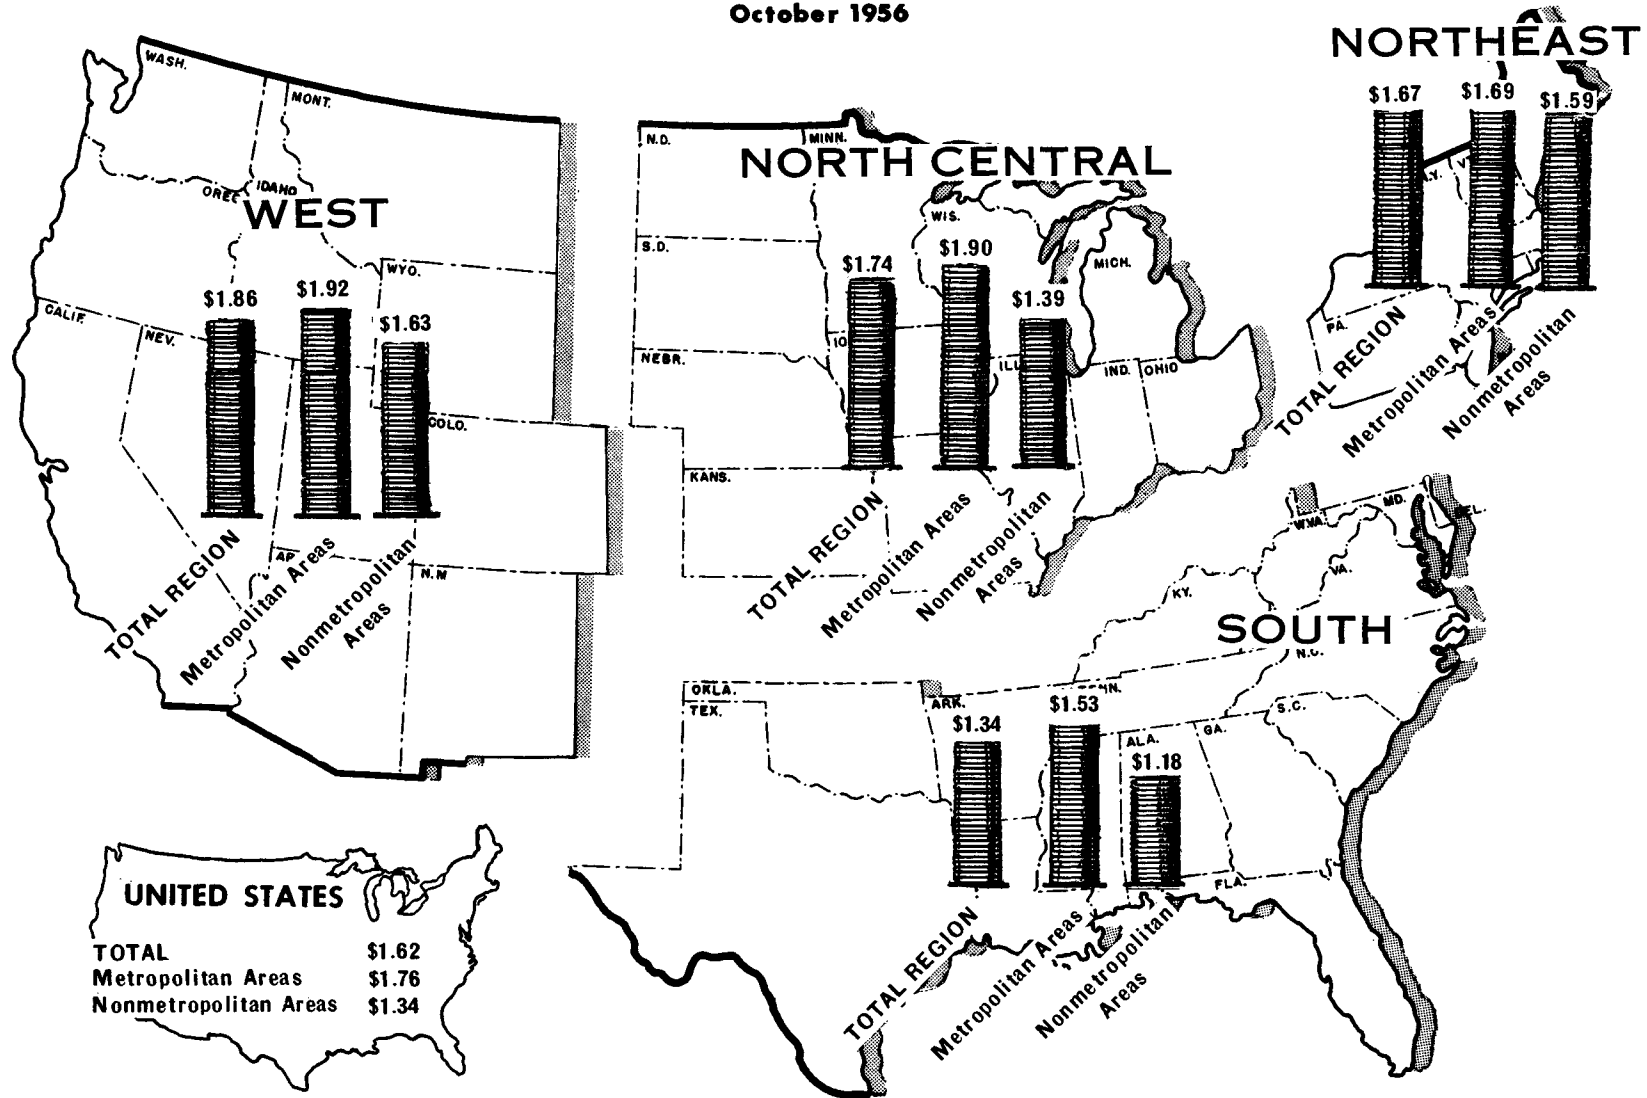 October 1956
NORTHEAST
$1.67
$1.69
$1.59
V
.Y.
PA.
TOTAL REGION
Metropolitan Areas
Nonmetropolitan
Areas
WEST
WASH.
MONT.
IDAHO
WYO.
CALIF.
NEV.
COLO.
N.M
$1.86
$1.92
$1.63
TOTAL REGION
Metropolitan Areas
Nonmetropolitan
Areas
NORTH CENTRAL
N.D.
MINN.
S.D.
WIS.
MICH.
NEBR.
IO
ILL
IND.
OHIO
KANS.
$1.74
$1.90
$1.39
TOTAL REGION
Metropolitan Areas
Nonmetropolitan
Areas
SOUTH
W.VA.
MD.
VA.
KY.
N.C.
OKLA.
TEX.
ARK.
S.C.
ALA.
GA.
FLA.
$1.34
$1.53
$1.18
TOTAL REGION
Metropolitan Areas
Nonmetropolitan
Areas
UNITED STATES
TOTAL $1.62
Metropolitan Areas $1.76
Nonmetropolitan Areas $1.34